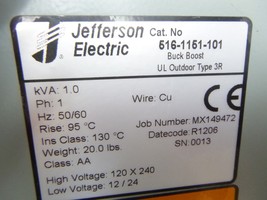 Jefferson Electric
Cat. No
516-1151-101
Buck Boost
UL Outdoor Type 3R
kVA: 1.0
Ph: 1
Wire: Cu
Hz: 50/60
Rise: 95 °C
Job Number: MX149472
Ins Class: 130 °C
Datecode: R1206
Weight: 20.0 lbs.
SN: 0013
Class: AA
High Voltage: 120 X 240
Low Voltage: 12 / 24